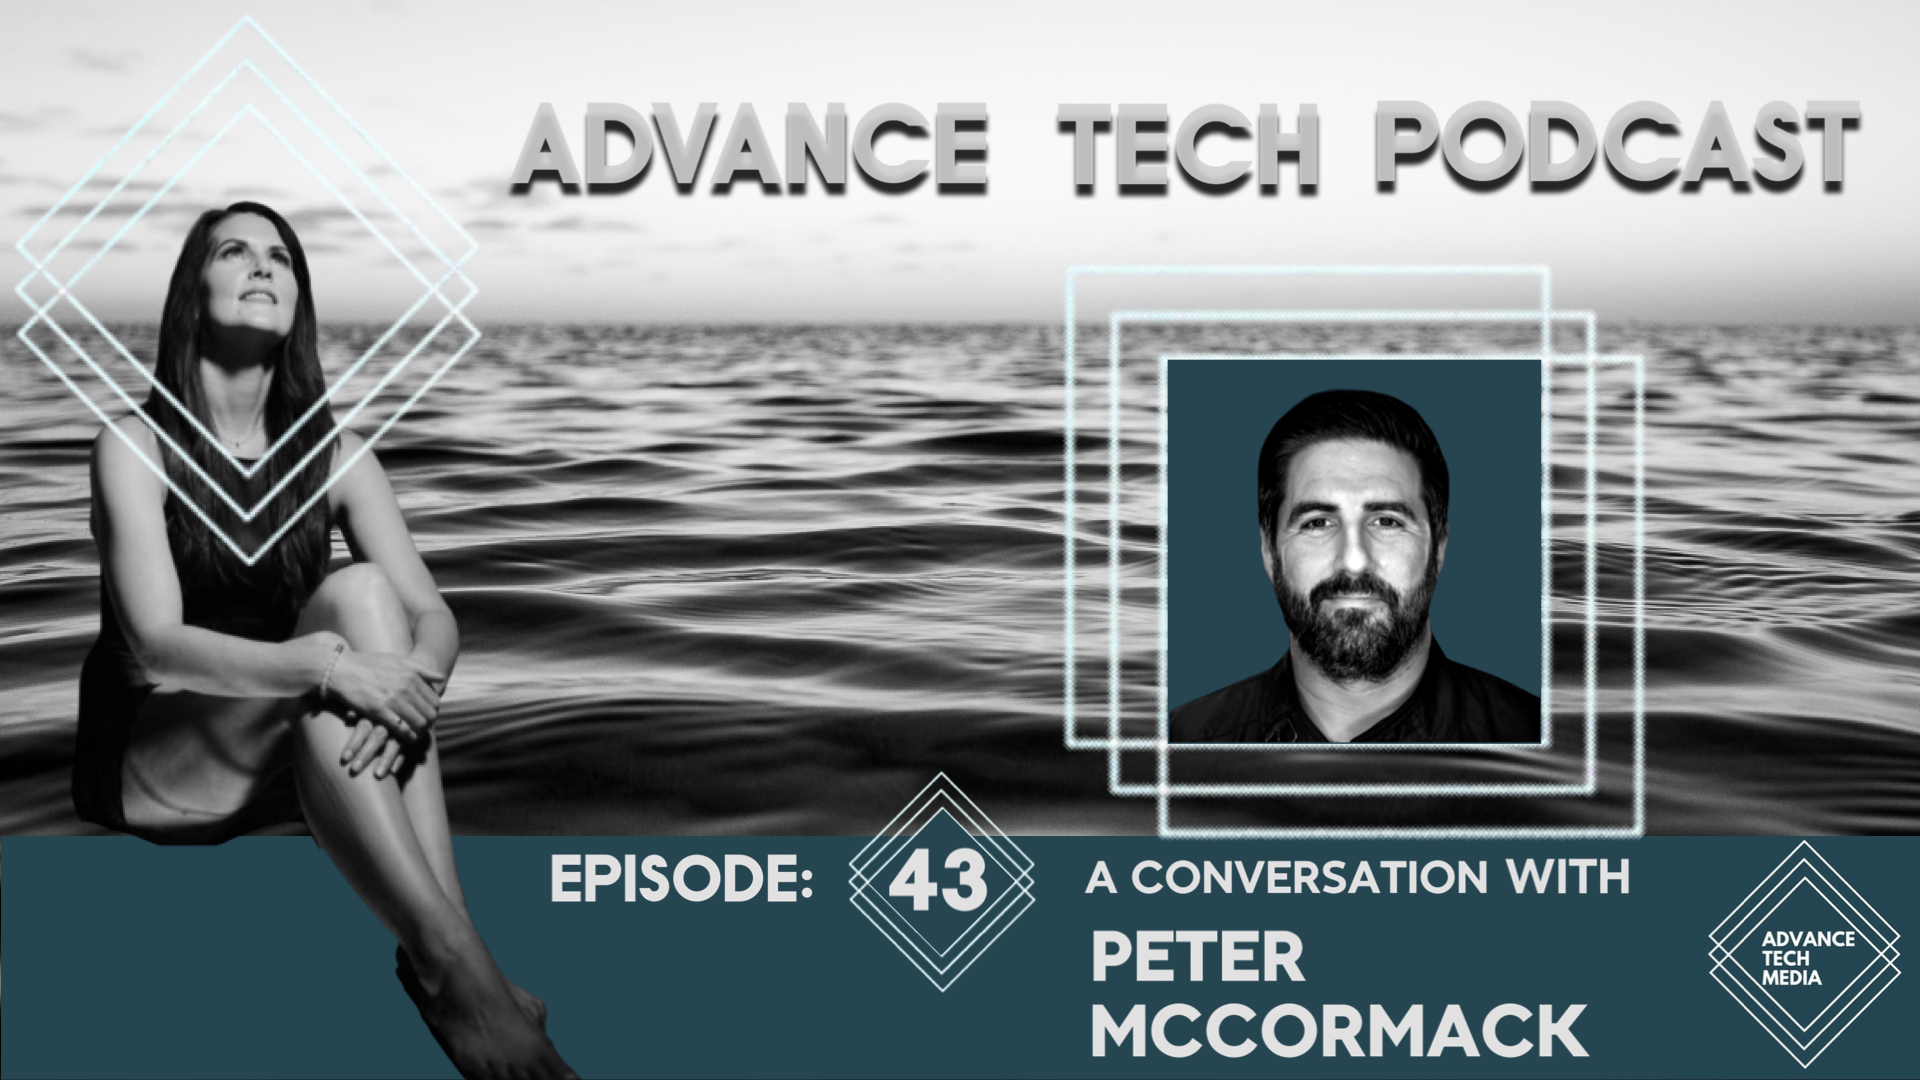 ADVANCE TECH PODCAST
EPISODE: 43
A CONVERSATION WITH
PETER
MCCORMACK
ADVANCE
TECH
MEDIA